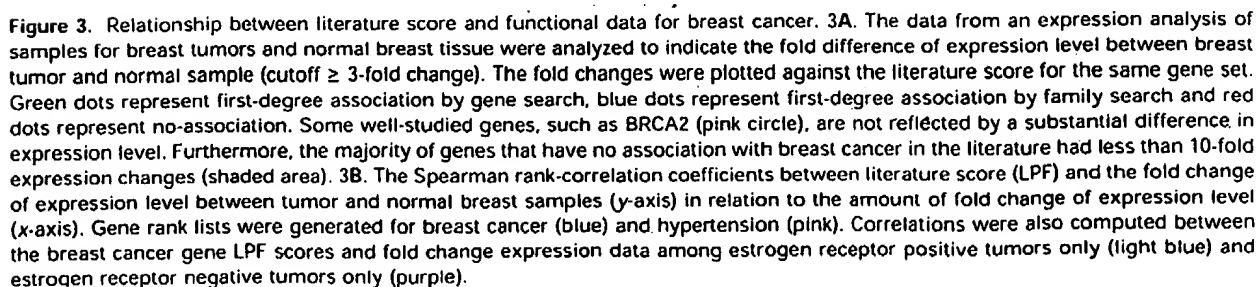 Figure 3. Relationship between literature score and functional data for breast cancer. 3A. The data from an expression analysis of
samples for breast tumors and normal breast tissue were analyzed to indicate the fold difference of expression level between breast
tumor and normal sample (cutoff ≥ 3-fold change). The fold changes were plotted against the literature score for the same gene set.
Green dots represent first-degree association by gene search, blue dots represent first-degree association by family search and red
dots represent no-association. Some well-studied genes, such as BRCA2 (pink circle), are not reflected by a substantial difference in
expression level. Furthermore, the majority of genes that have no association with breast cancer in the literature had less than 10-fold
expression changes (shaded area). 3B. The Spearman rank-correlation coefficients between literature score (LPF) and the fold change
of expression level between tumor and normal breast samples (y-axis) in relation to the amount of fold change of expression level
(x-axis). Gene rank lists were generated for breast cancer (blue) and hypertension (pink). Correlations were also computed between
the breast cancer gene LPF scores and fold change expression data among estrogen receptor positive tumors only (light blue) and
estrogen receptor negative tumors only (purple).